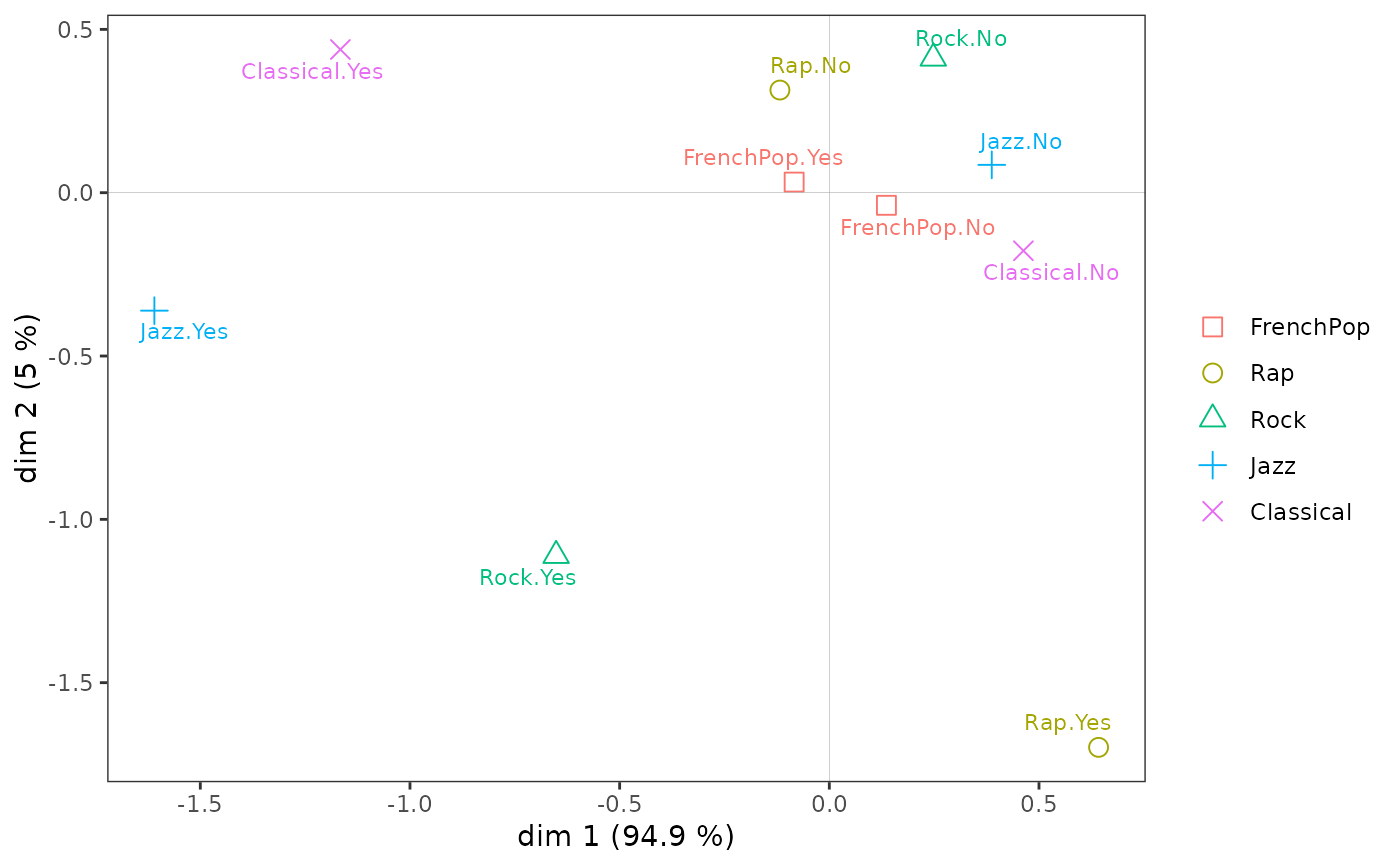 0.5
0.0
-0.5
-1.0
-1.5
dim 2 (5 %)
Rock.No
Rap.No
Classical.Yes
Jazz.No
FrenchPop.Yes
FrenchPop.No
Classical.No
Jazz.Yes
Rock.Yes
Rap.Yes
-1.5
-1.0
-0.5
0.0
0.5
dim 1 (94.9 %)
FrenchPop
Rap
Rock
Jazz
Classical